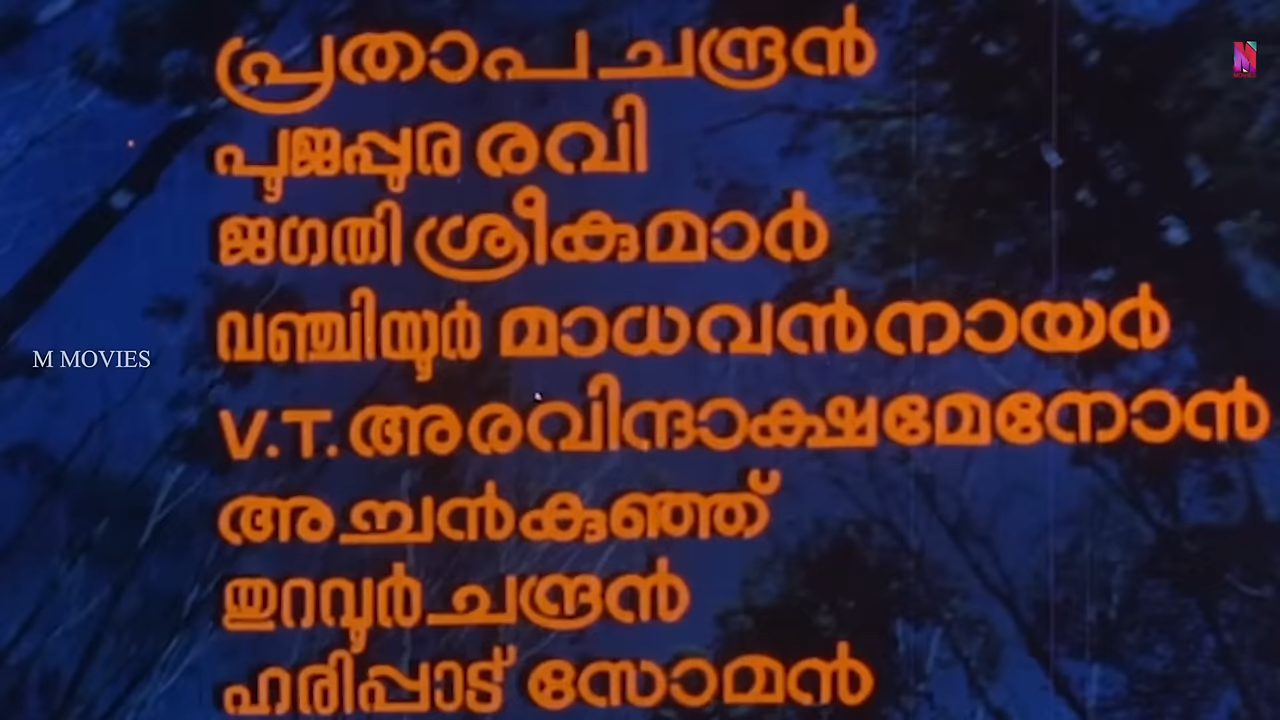 പ്രതാപചന്ദ്രൻ
പൂജപ്പുര രവി
ജഗതി ശ്രീകുമാർ
വഞ്ചിയൂർ മാധവൻനായർ
M MOVIES
V.T. അരവിന്ദാക്ഷമേനോൻ
അച്ചൻകുഞ്ഞ്
തുറവൂർ ചന്ദ്രൻ
ഹരിപ്പാട് സോമൻ